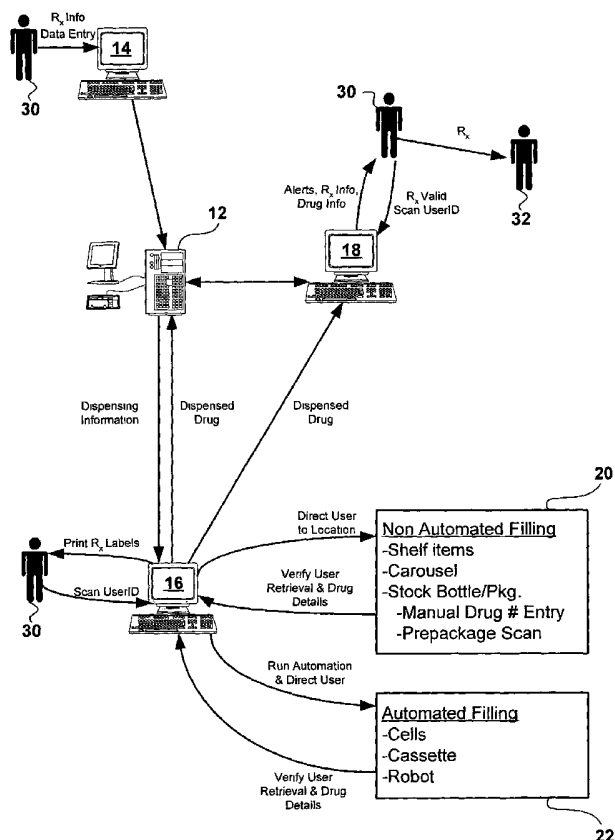 Rx Info
Data Entry
14
30
30
Rx
32
Alerts, Rx Info,
Drug Info
Rx Valid
Scan UserID
12
18
Dispensing
Information
Dispensed
Drug
Dispensed
Drug
Print Rx Labels
Scan UserID
30
16
Direct User
to Location
Verify User
Retrieval & Drug
Details
20
Non Automated Filling
-Shelf items
-Carousel
-Stock Bottle/Pkg.
-Manual Drug # Entry
-Prepackage Scan
Run Automation
& Direct User
Verify User
Retrieval & Drug
Details
Automated Filling
-Cells
-Cassette
-Robot
22